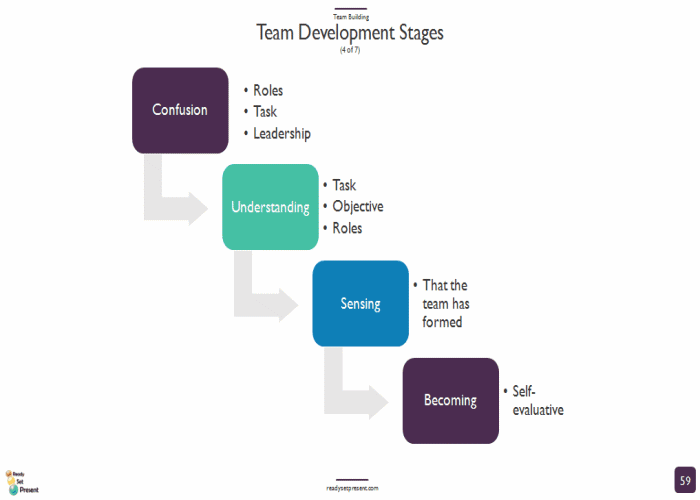 Team Building
Team Development Stages
(4 of 7)
Confusion
• Roles
• Task
• Leadership
Understanding
• Task
• Objective
• Roles
Sensing
• That the
team has
formed
Becoming
• Self-
evaluative
Ready
Set
Present
readysetpresent.com
59